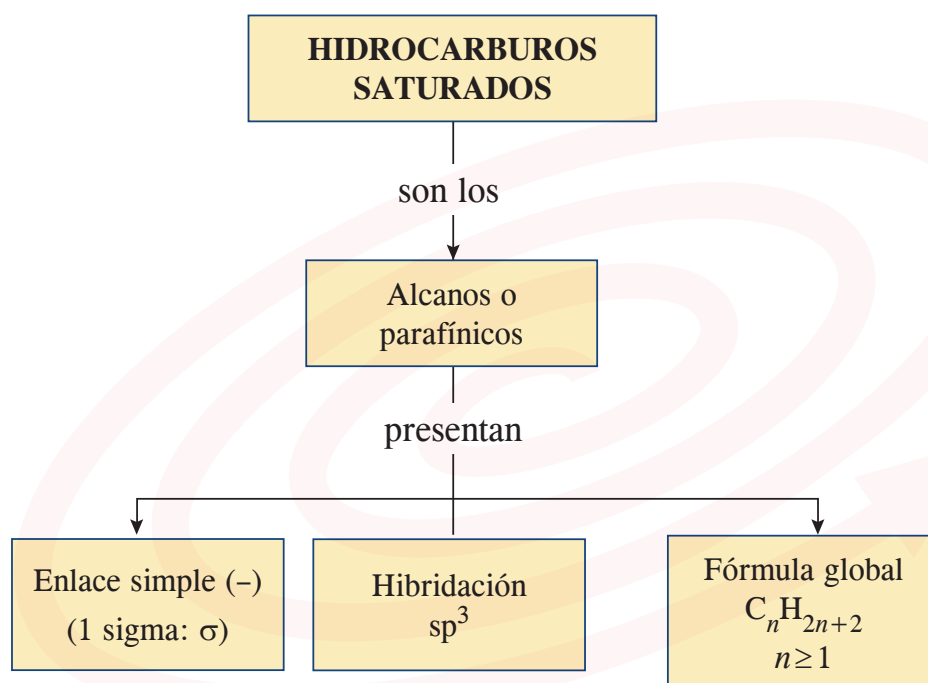 HIDROCARBUROS
SATURADOS
son los
Alcanos o
parafínicos
presentan
Enlace simple (–)
(1 sigma: σ)
Hibridación
sp³
Fórmula global
CₙH₂ₙ₊₂
n ≥ 1